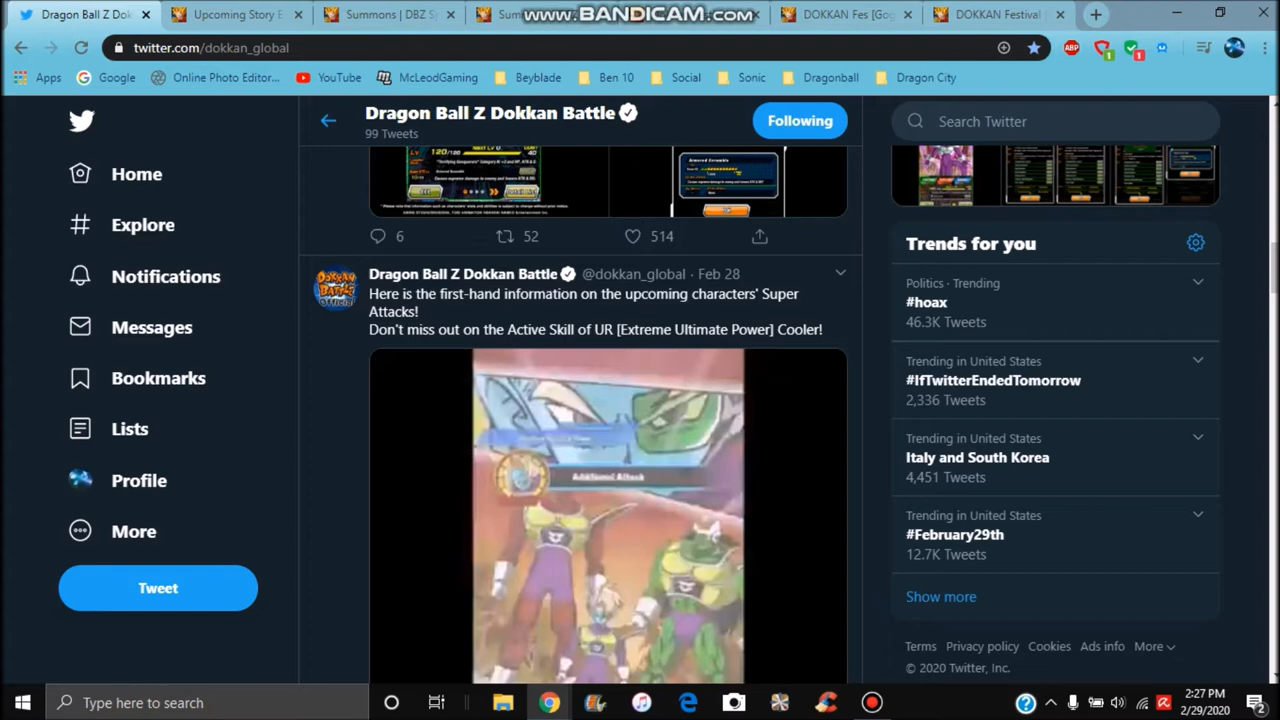 Dragon Ball Z Dok
Upcoming Story E
Summons | DBZ Sp
Sum
www.BANDICAM.com
DOKKAN Fes [Gog
DOKKAN Festival |
twitter.com/dokkan_global
Apps
Google
Online Photo Editor...
YouTube
McLeodGaming
Beyblade
Ben 10
Social
Sonic
Dragonball
Dragon City
Dragon Ball Z Dokkan Battle
99 Tweets
Following
Search Twitter
Home
Explore
Notifications
Messages
Bookmarks
Lists
Profile
More
Tweet
120/120
Armored Scramble
6
52
514
Dragon Ball Z Dokkan Battle @dokkan_global · Feb 28
Here is the first-hand information on the upcoming characters' Super
Attacks!
Don't miss out on the Active Skill of UR [Extreme Ultimate Power] Cooler!
Additional Attack
Trends for you
Politics · Trending
#hoax
46.3K Tweets
Trending in United States
#IfTwitterEndedTomorrow
2,336 Tweets
Trending in United States
Italy and South Korea
4,451 Tweets
Trending in United States
#February29th
12.7K Tweets
Show more
Terms Privacy policy Cookies Ads info More
© 2020 Twitter, Inc.
Type here to search
2:27 PM
2/29/2020
2